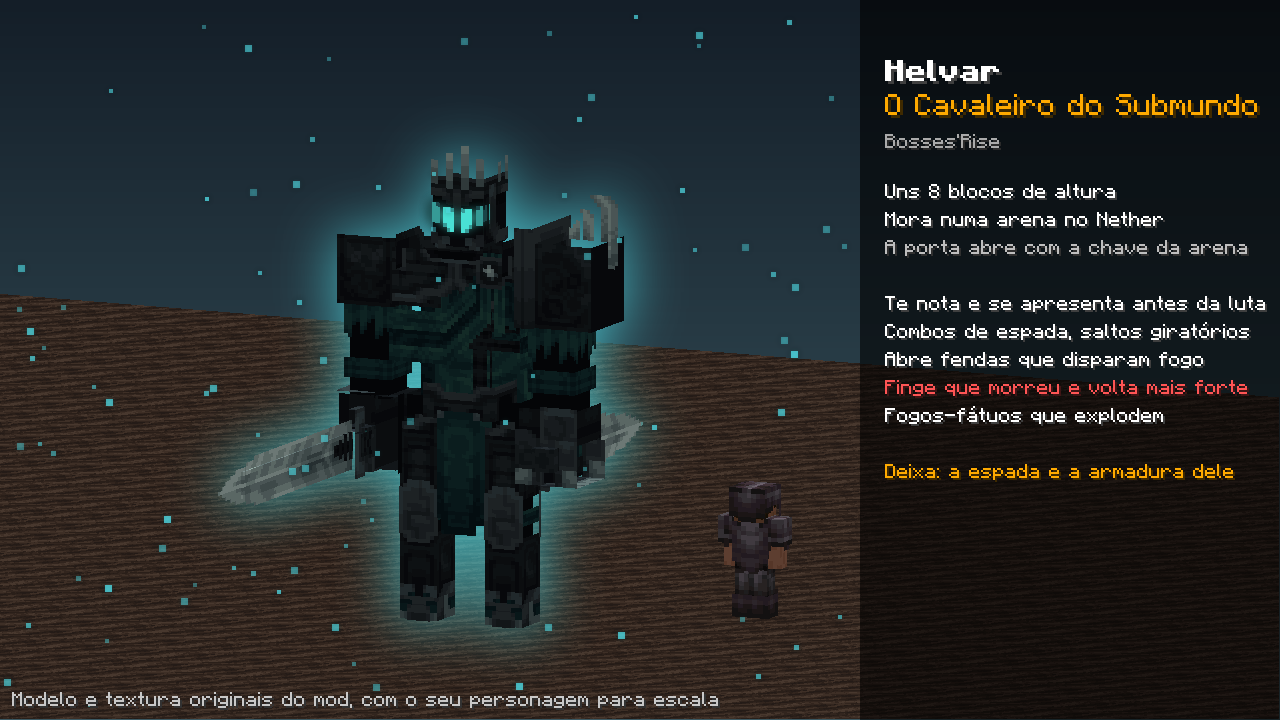 Helvar
O Cavaleiro do Submundo
Bosses'Rise
Uns 8 blocos de altura
Mora numa arena no Nether
A porta abre com a chave da arena
Te nota e se apresenta antes da luta
Combos de espada, saltos giratórios
Abre fendas que disparam fogo
Finge que morreu e volta mais forte
Fogos-fátuos que explodem
Deixa: a espada e a armadura dele
Modelo e textura originais do mod, com o seu personagem para escala